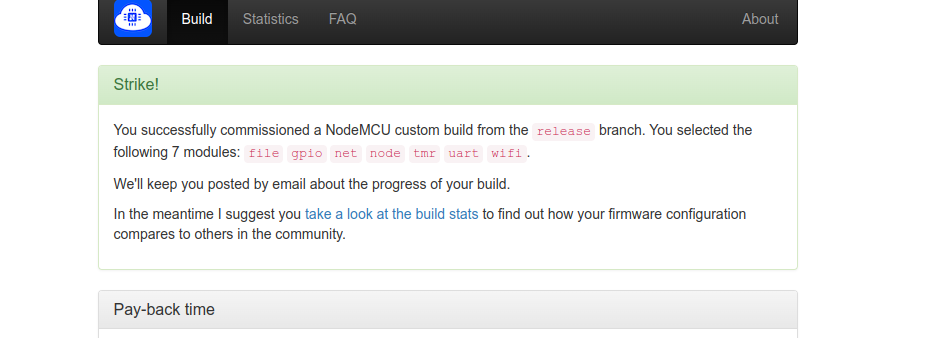 Build Statistics FAQ About
Strike!
You successfully commissioned a NodeMCU custom build from the release branch. You selected the
following 7 modules: file gpio net node tmr uart wifi.
We'll keep you posted by email about the progress of your build.
In the meantime I suggest you take a look at the build stats to find out how your firmware configuration
compares to others in the community.
Pay-back time